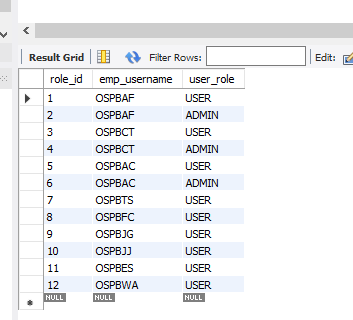 Result Grid Filter Rows: Edit:
role_id emp_username user_role
1 OSPBAF USER
2 OSPBAF ADMIN
3 OSPBCT USER
4 OSPBCT ADMIN
5 OSPBAC USER
6 OSPBAC ADMIN
7 OSPBTS USER
8 OSPBFC USER
9 OSPBJG USER
10 OSPBJJ USER
11 OSPBES USER
12 OSPBWA USER
NULL NULL NULL